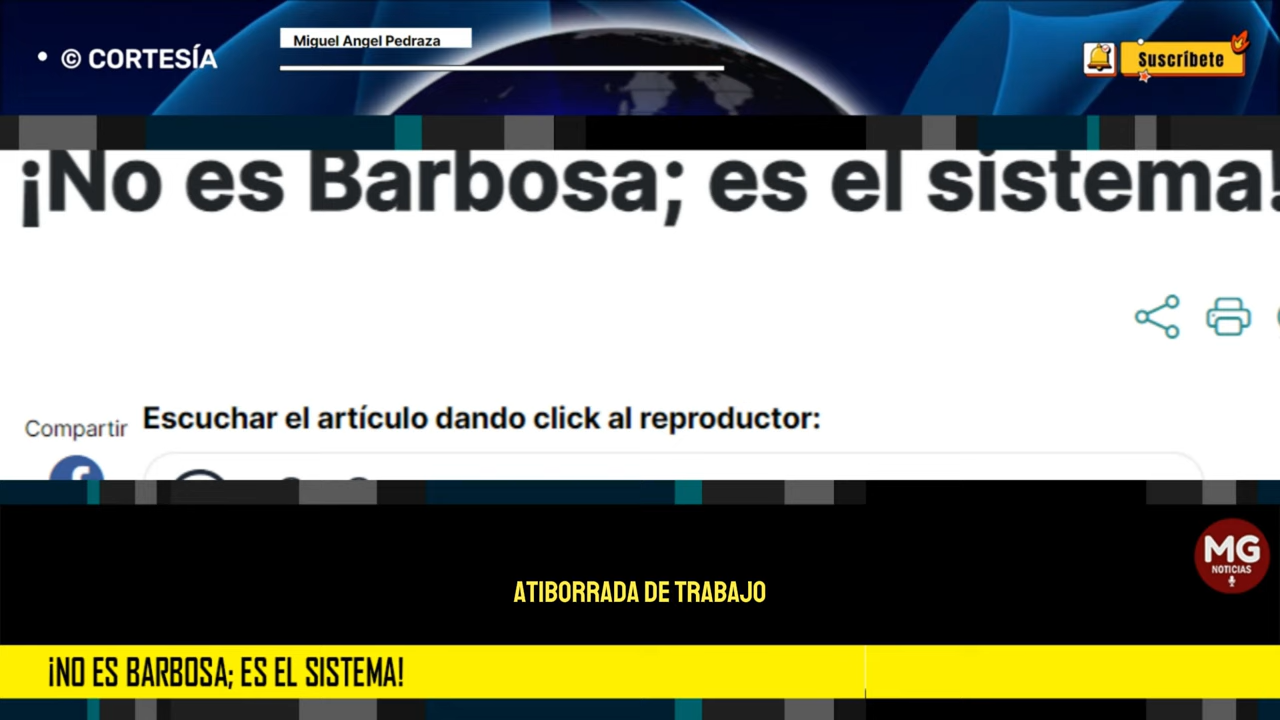 • © CORTESÍA
Miguel Angel Pedraza
Suscríbete
¡No es Barbosa; es el sistema!
Compartir
Escuchar el artículo dando click al reproductor:
MG
NOTICIAS
ATIBORRADA DE TRABAJO
¡NO ES BARBOSA; ES EL SISTEMA!